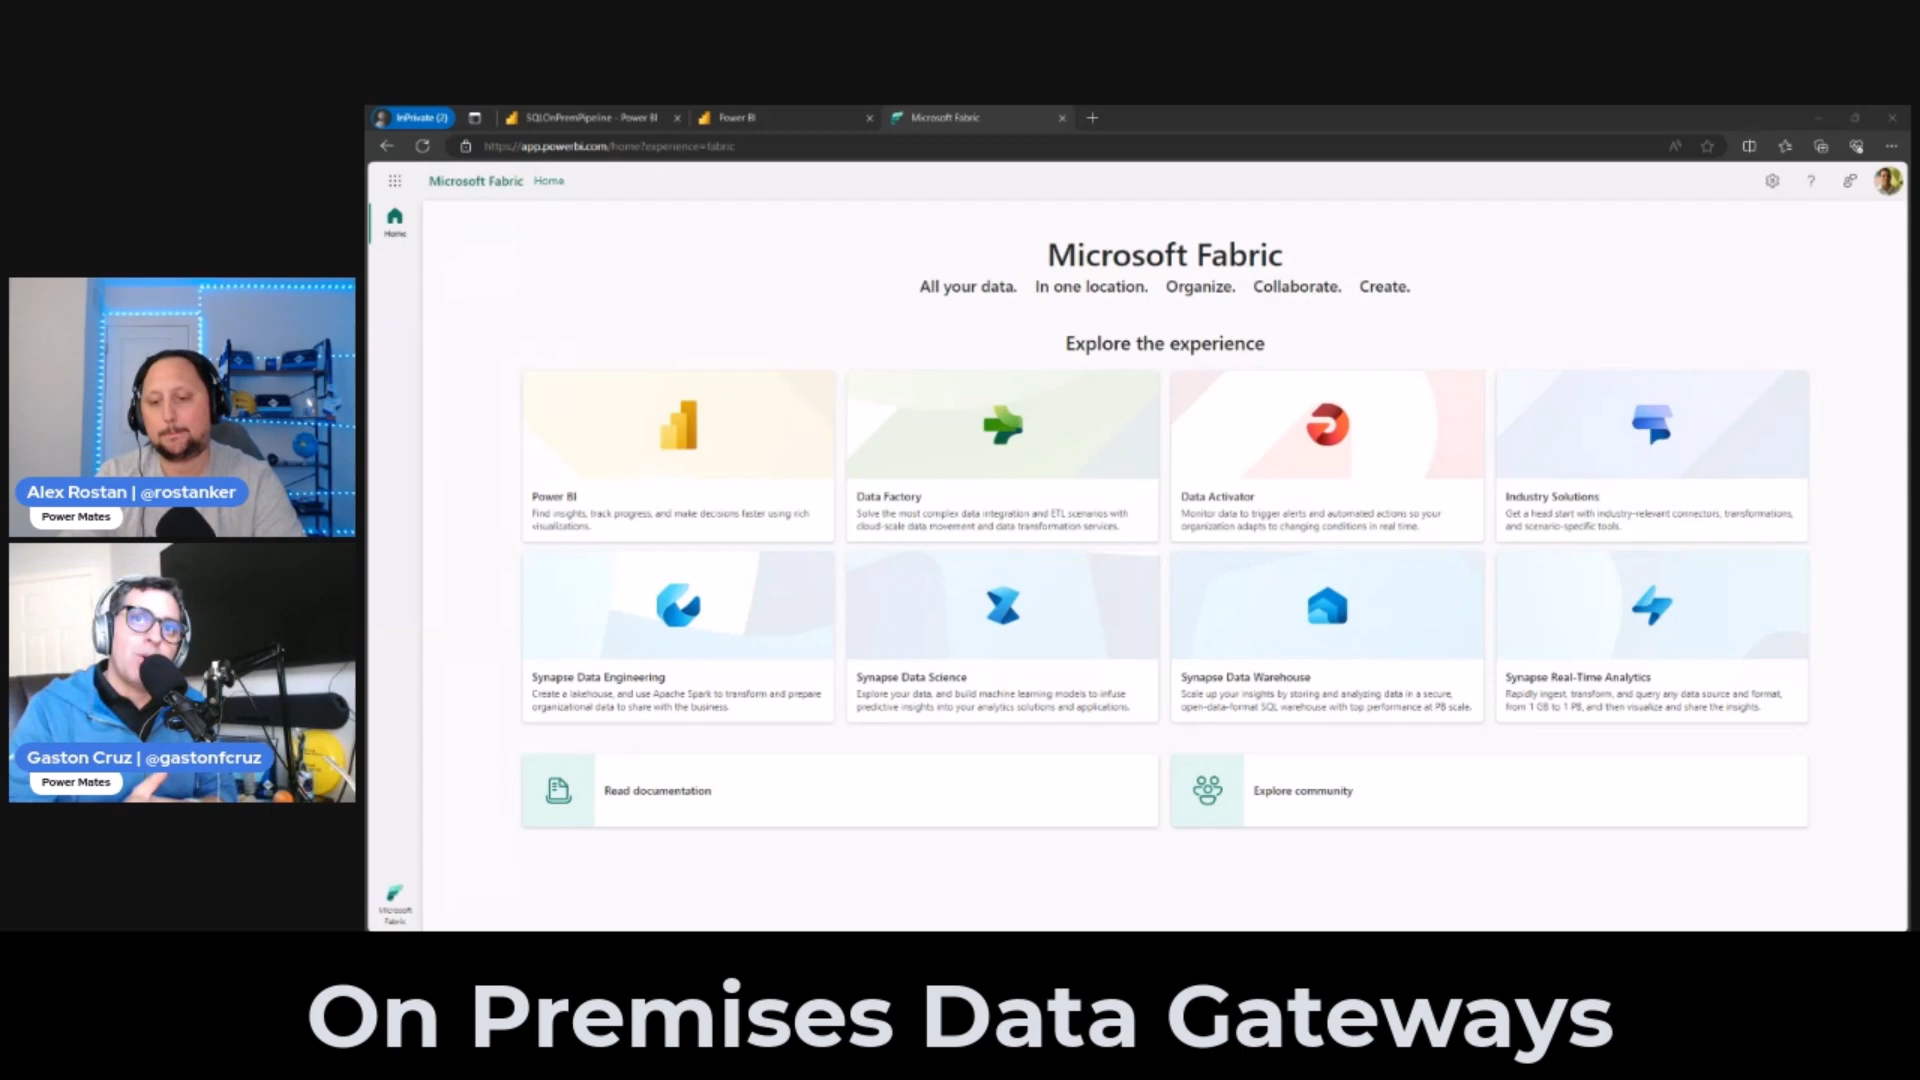 InPrivate (2)
SQLOnPremPipeline - Power BI
Power BI
Microsoft Fabric
https://app.powerbi.com/home?experience=fabric
Microsoft Fabric Home
Home
Microsoft Fabric
All your data. In one location. Organize. Collaborate. Create.
Explore the experience
Power BI
Find insights, track progress, and make decisions faster using rich
visualizations.
Data Factory
Solve the most complex data integration and ETL scenarios with
cloud-scale data movement and data transformation services.
Data Activator
Monitor data to trigger alerts and automated actions so your
organization adapts to changing conditions in real time.
Industry Solutions
Get a head start with industry-relevant connectors, transformations,
and scenario-specific tools.
Synapse Data Engineering
Create a lakehouse, and use Apache Spark to transform and prepare
organizational data to share with the business.
Synapse Data Science
Explore your data, and build machine learning models to infuse
predictive insights into your analytics solutions and applications.
Synapse Data Warehouse
Scale up your insights by storing and analyzing data in a secure,
open-data-format SQL warehouse with top performance at PB scale.
Synapse Real-Time Analytics
Rapidly ingest, transform, and query any data source and format,
from 1 GB to 1 PB, and then visualize and share the insights.
Read documentation
Explore community
Microsoft
Fabric
Alex Rostan | @rostanker
Power Mates
Gaston Cruz | @gastonfcruz
Power Mates
On Premises Data Gateways